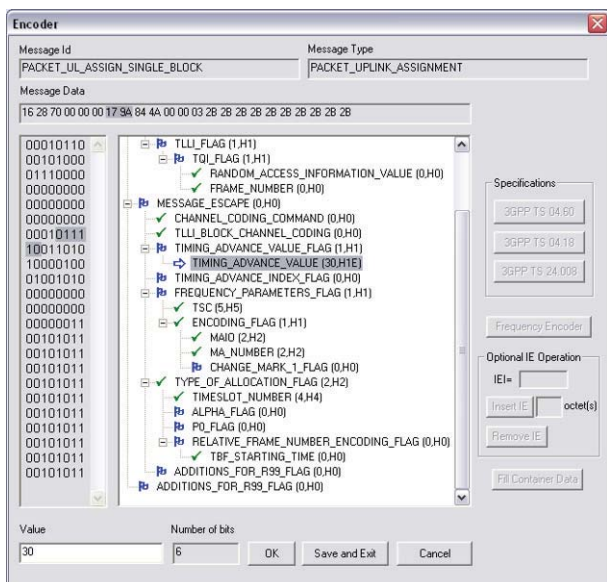 Encoder
Message Id
Message Type
PACKET_UL_ASSIGN_SINGLE_BLOCK
PACKET_UPLINK_ASSIGNMENT
Message Data
16 28 70 00 00 00 17 9A 84 4A 00 00 03 2B 2B 2B 2B 2B 2B 2B 2B 2B 2B
00010110
00101000
01110000
00000000
00000000
00000000
00010111
10011010
10000100
01001010
00000000
00000000
00000011
00101011
00101011
00101011
00101011
00101011
00101011
00101011
00101011
00101011
00101011
TLLI_FLAG (1,H1)
TQI_FLAG (1,H1)
RANDOM_ACCESS_INFORMATION_VALUE (0,H0)
FRAME_NUMBER (0,H0)
MESSAGE_ESCAPE (0,H0)
CHANNEL_CODING_COMMAND (0,H0)
TLLI_BLOCK_CHANNEL_CODING (0,H0)
TIMING_ADVANCE_VALUE_FLAG (1,H1)
TIMING_ADVANCE_VALUE (30,H1E)
TIMING_ADVANCE_INDEX_FLAG (0,H0)
FREQUENCY_PARAMETERS_FLAG (1,H1)
TSC (5,H5)
ENCODING_FLAG (1,H1)
MAIO (2,H2)
MA_NUMBER (2,H2)
CHANGE_MARK_1_FLAG (0,H0)
TYPE_OF_ALLOCATION_FLAG (2,H2)
TIMESLOT_NUMBER (4,H4)
ALPHA_FLAG (0,H0)
P0_FLAG (0,H0)
RELATIVE_FRAME_NUMBER_ENCODING_FLAG (0,H0)
TBF_STARTING_TIME (0,H0)
ADDITIONS_FOR_R99_FLAG (0,H0)
ADDITIONS_FOR_R99_FLAG (0,H0)
Specifications
3GPP TS 04.60
3GPP TS 04.18
3GPP TS 24.008
Frequency Encoder
Optional IE Operation
IEI=
Insert IE
octet(s)
Remove IE
Fill Container Data
Value
Number of bits
30
6
OK
Save and Exit
Cancel